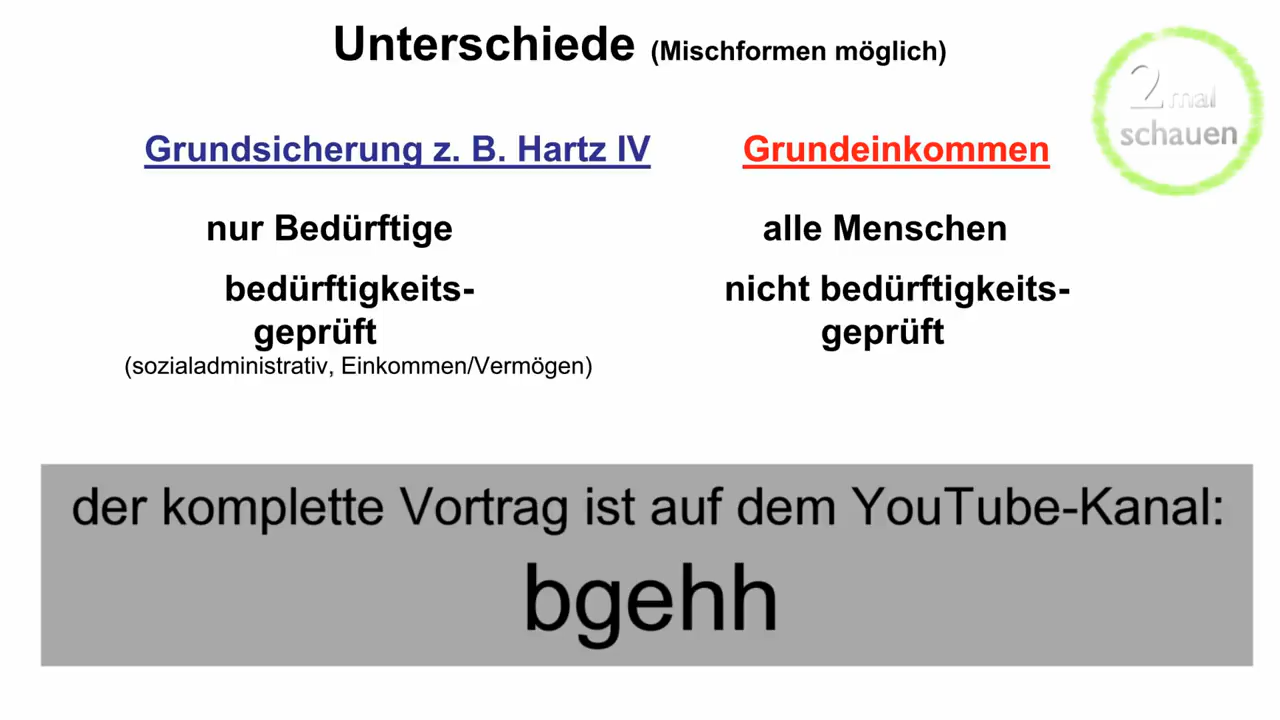 Unterschiede (Mischformen möglich)
2 mal
schauen
Grundsicherung z. B. Hartz IV
Grundeinkommen
nur Bedürftige
alle Menschen
bedürftigkeits-
geprüft
(sozialadministrativ, Einkommen/Vermögen)
nicht bedürftigkeits-
geprüft
der komplette Vortrag ist auf dem YouTube-Kanal:
bgehh